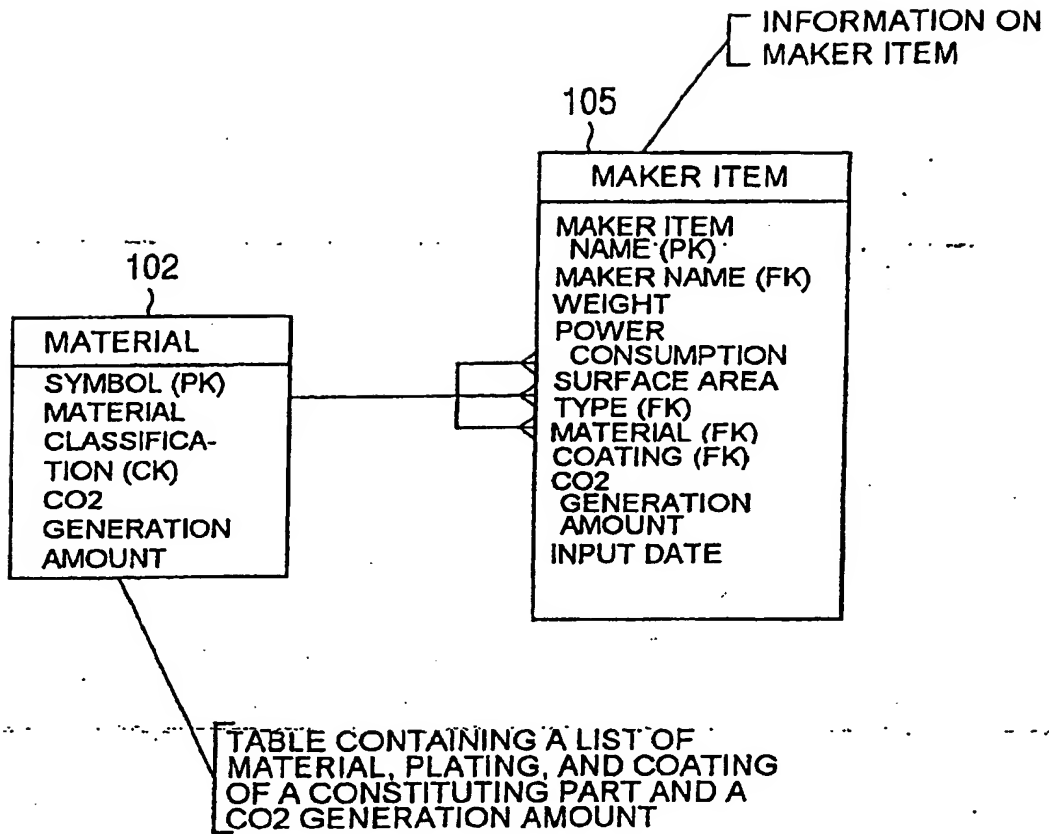 INFORMATION ON
MAKER ITEM
105
MAKER ITEM
MAKER ITEM
NAME (PK)
MAKER NAME (FK)
WEIGHT
POWER
CONSUMPTION
SURFACE AREA
TYPE (FK)
MATERIAL (FK)
COATING (FK)
CO2
GENERATION
AMOUNT
INPUT DATE
102
MATERIAL
SYMBOL (PK)
MATERIAL
CLASSIFICA-
TION (CK)
CO2
GENERATION
AMOUNT
TABLE CONTAINING A LIST OF
MATERIAL, PLATING, AND COATING
OF A CONSTITUTING PART AND A
CO2 GENERATION AMOUNT